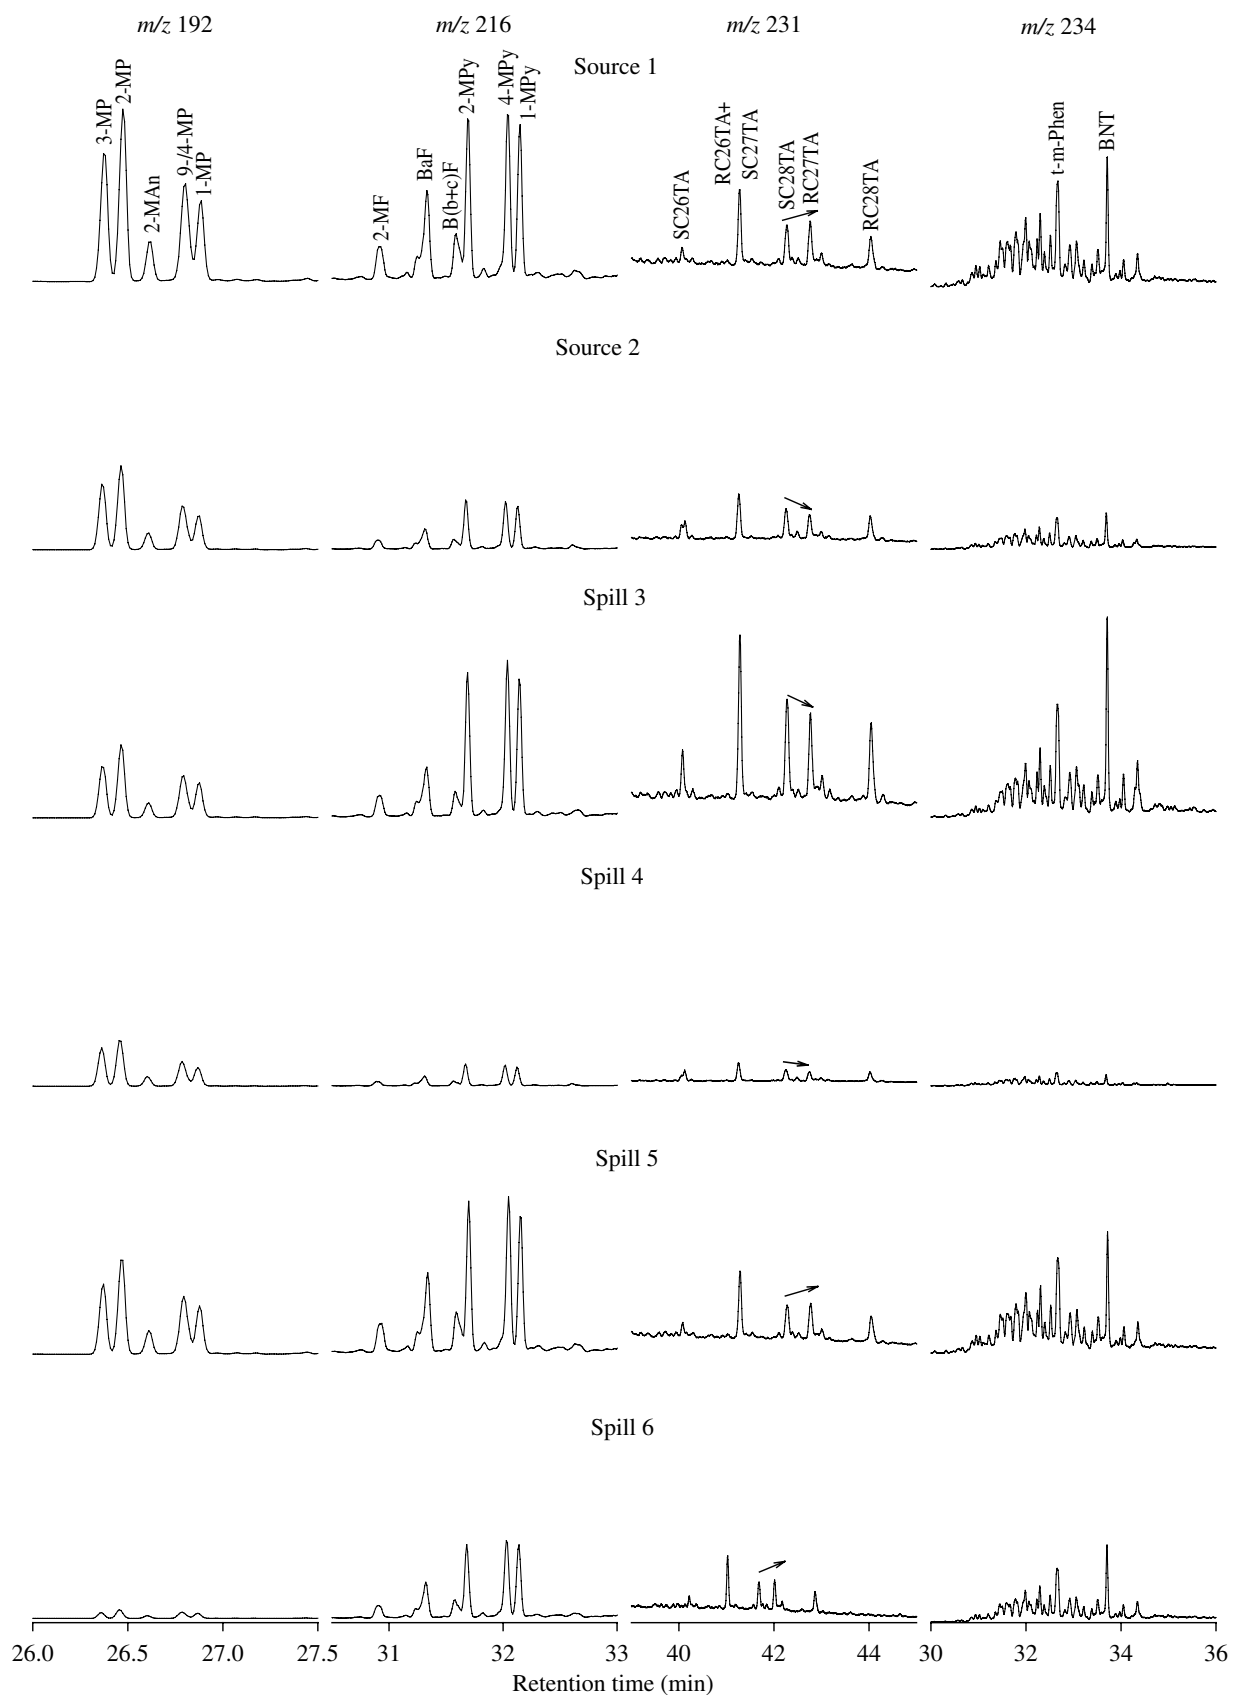 m/z 192
m/z 216
m/z 231
m/z 234
Source 1
3-MP
2-MP
2-MAn
9-/4-MP
1-MP
2-MF
BaF
B(b+c)F
2-MPy
4-MPy
1-MPy
SC26TA
RC26TA+
SC27TA
SC28TA
RC27TA
RC28TA
t-m-Phen
BNT
Source 2
Spill 3
Spill 4
Spill 5
Spill 6
26.0 26.5 27.0 27.5 31 32 33 40 42 44 30 32 34 36
Retention time (min)